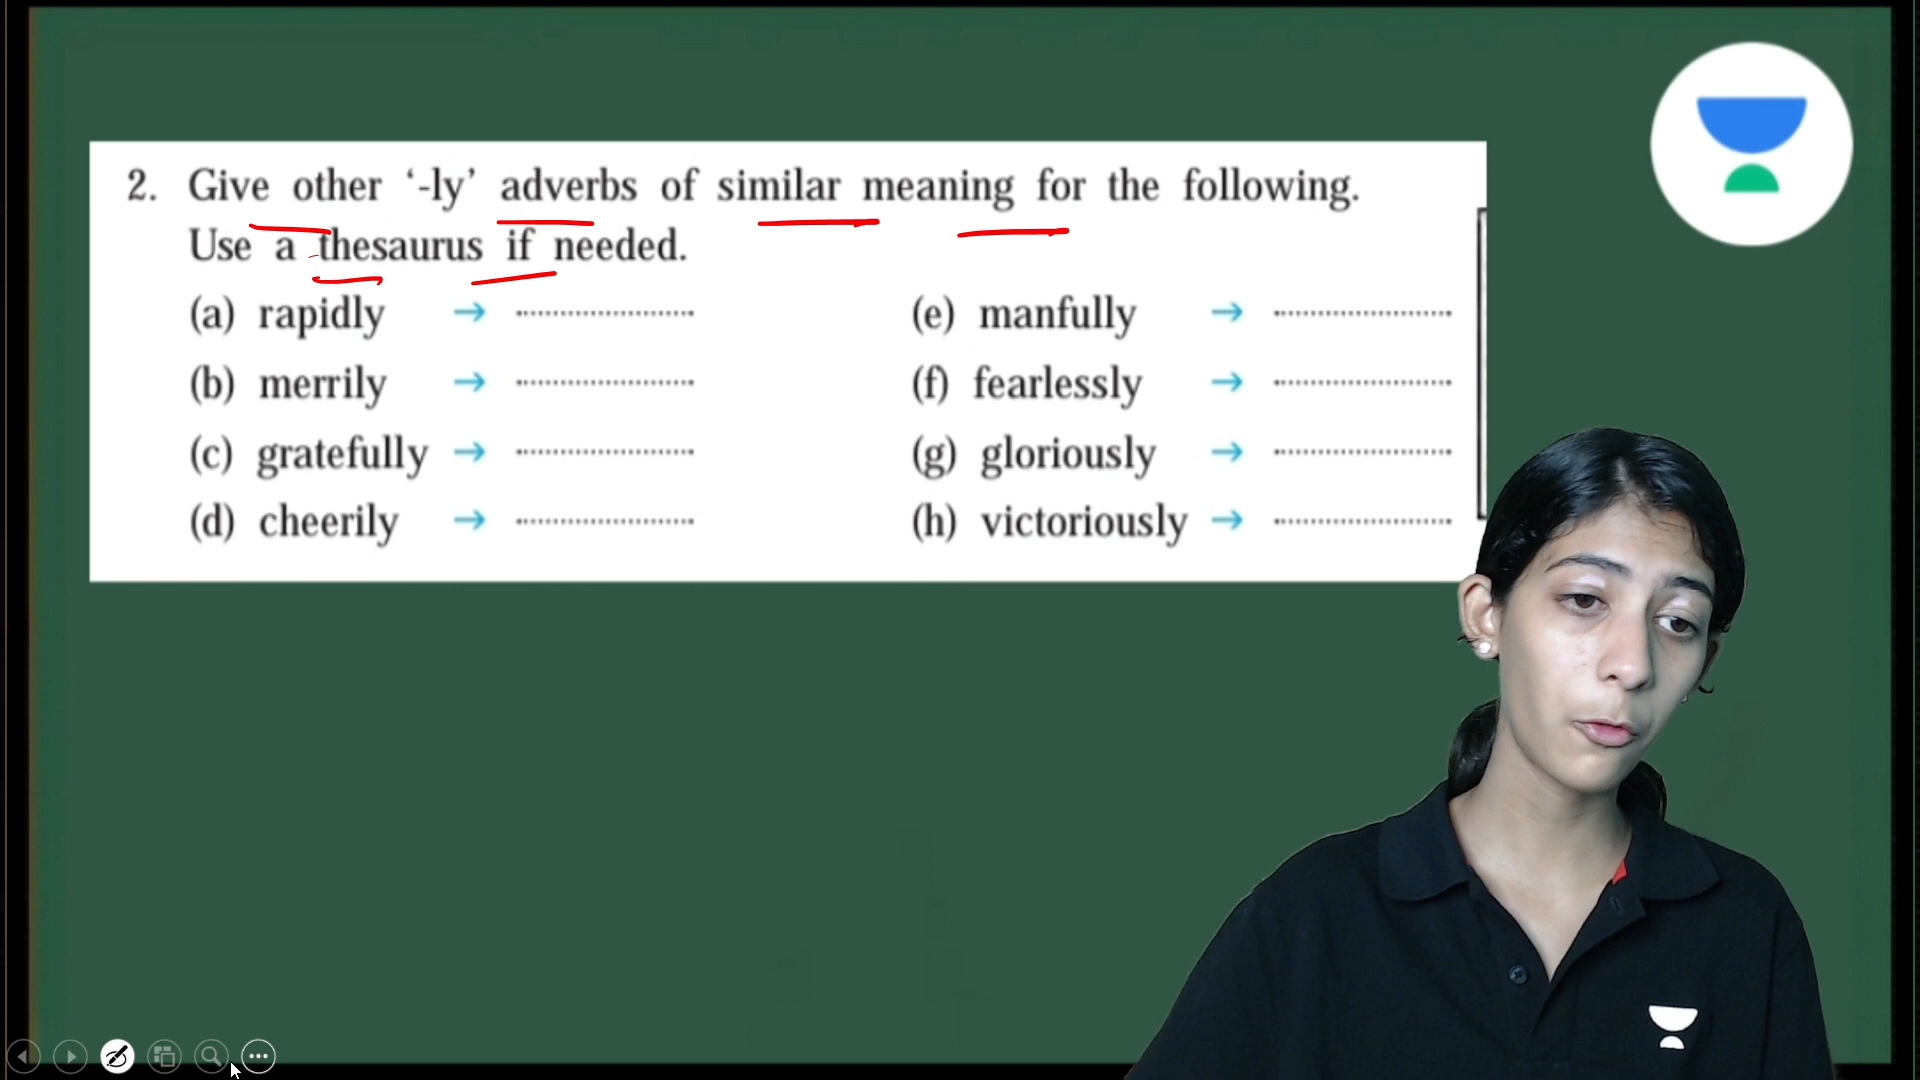 2. Give other ‘-ly’ adverbs of similar meaning for the following.
Use a thesaurus if needed.
(a) rapidly → ........................
(b) merrily → ........................
(c) gratefully → ........................
(d) cheerily → ........................
(e) manfully → ........................
(f) fearlessly → ........................
(g) gloriously → ........................
(h) victoriously → ........................